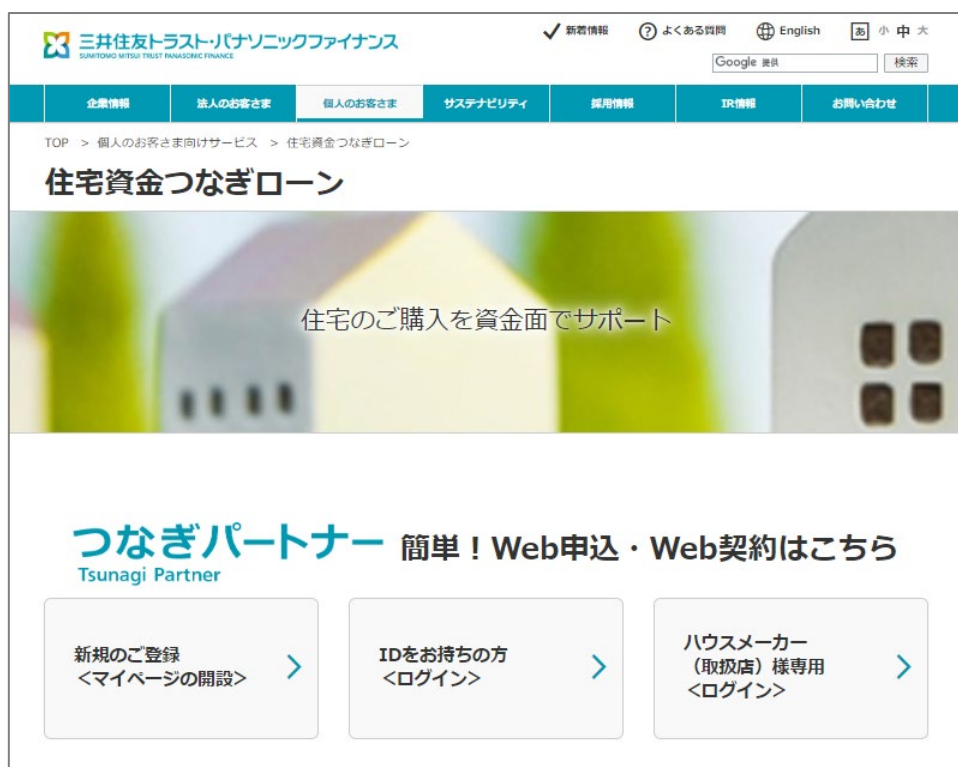 三井住友トラスト・パナソニックファイナンス
SUMITOMO MITSUI TRUST PANASONIC FINANCE
新着情報
よくある質問
English
あ 小 中 大
Google 提供
検索
企業情報
法人のお客さま
個人のお客さま
サステナビリティ
採用情報
IR情報
お問い合わせ
TOP > 個人のお客さま向けサービス > 住宅資金つなぎローン
住宅資金つなぎローン
住宅のご購入を資金面でサポート
つなぎパートナー 簡単！Web申込・Web契約はこちら
Tsunagi Partner
新規のご登録
<マイページの開設>
IDをお持ちの方
<ログイン>
ハウスメーカー
（取扱店）様専用
<ログイン>